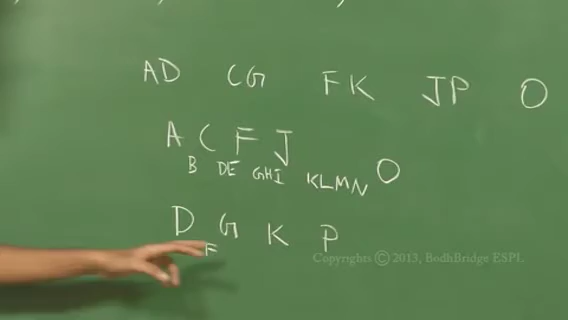 AD CG FK JP O
A C F J
B DE GHI KLMN O
D G K P
F
Copyrights © 2013, BodhBridge ESPL